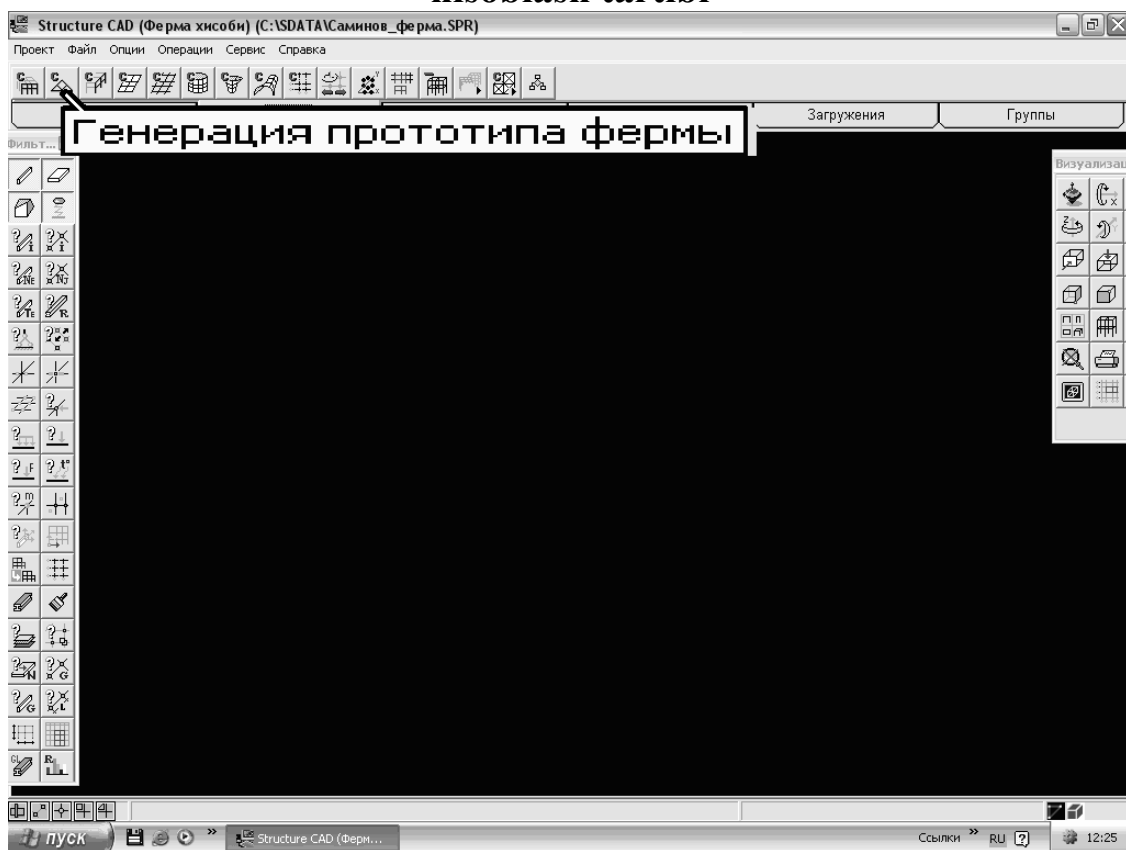 hisoblash tartibi
Structure CAD (Ферма хисоби) (C:\SDATA\Саминов_ферма.SPR)
Проект Файл Опции Операции Сервис Справка
Загружения Группы
Генерация прототипа фермы
Фильт...
Визуализац
Structure CAD (Ферм...
пуск
Ссылки
RU
12:25